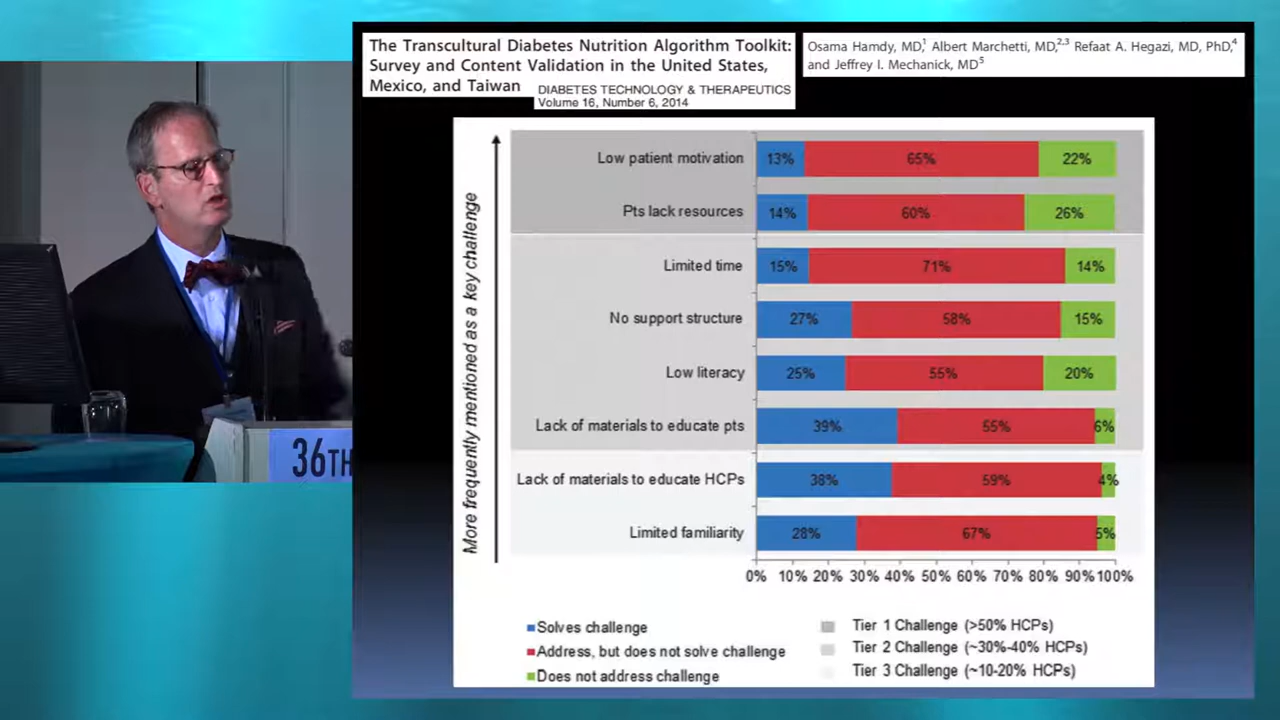 The Transcultural Diabetes Nutrition Algorithm Toolkit:
Survey and Content Validation in the United States,
Mexico, and Taiwan
DIABETES TECHNOLOGY & THERAPEUTICS
Volume 16, Number 6, 2014
Osama Hamdy, MD,1 Albert Marchetti, MD,2,3 Refaat A. Hegazi, MD, PhD,4
and Jeffrey I. Mechanick, MD5
More frequently mentioned as a key challenge
Low patient motivation 13% 65% 22%
Pts lack resources 14% 60% 26%
Limited time 15% 71% 14%
No support structure 27% 58% 15%
Low literacy 25% 55% 20%
Lack of materials to educate pts 39% 55% 6%
Lack of materials to educate HCPs 38% 59% 4%
Limited familiarity 28% 67% 5%
0% 10% 20% 30% 40% 50% 60% 70% 80% 90% 100%
Solves challenge
Address, but does not solve challenge
Does not address challenge
Tier 1 Challenge (>50% HCPs)
Tier 2 Challenge (~30%-40% HCPs)
Tier 3 Challenge (~10-20% HCPs)
36TH